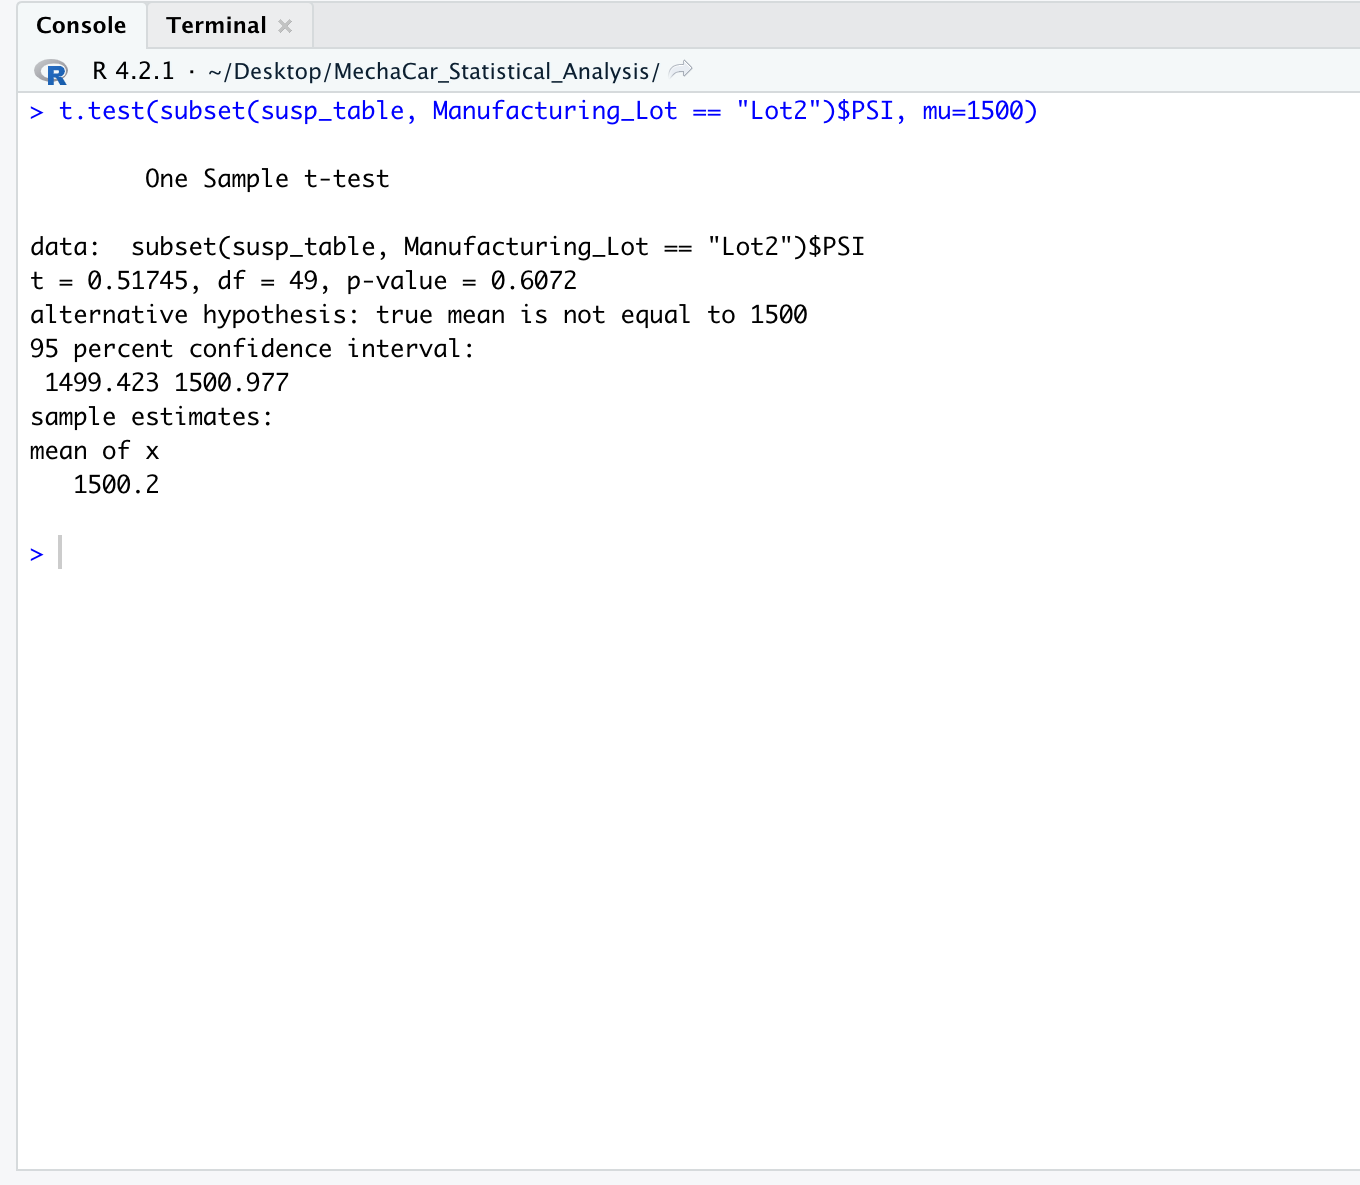 Console Terminal
R R 4.2.1 · ~/Desktop/MechaCar_Statistical_Analysis/
> t.test(subset(susp_table, Manufacturing_Lot == "Lot2")$PSI, mu=1500)
One Sample t-test
data:  subset(susp_table, Manufacturing_Lot == "Lot2")$PSI
t = 0.51745, df = 49, p-value = 0.6072
alternative hypothesis: true mean is not equal to 1500
95 percent confidence interval:
1499.423 1500.977
sample estimates:
mean of x
1500.2
>